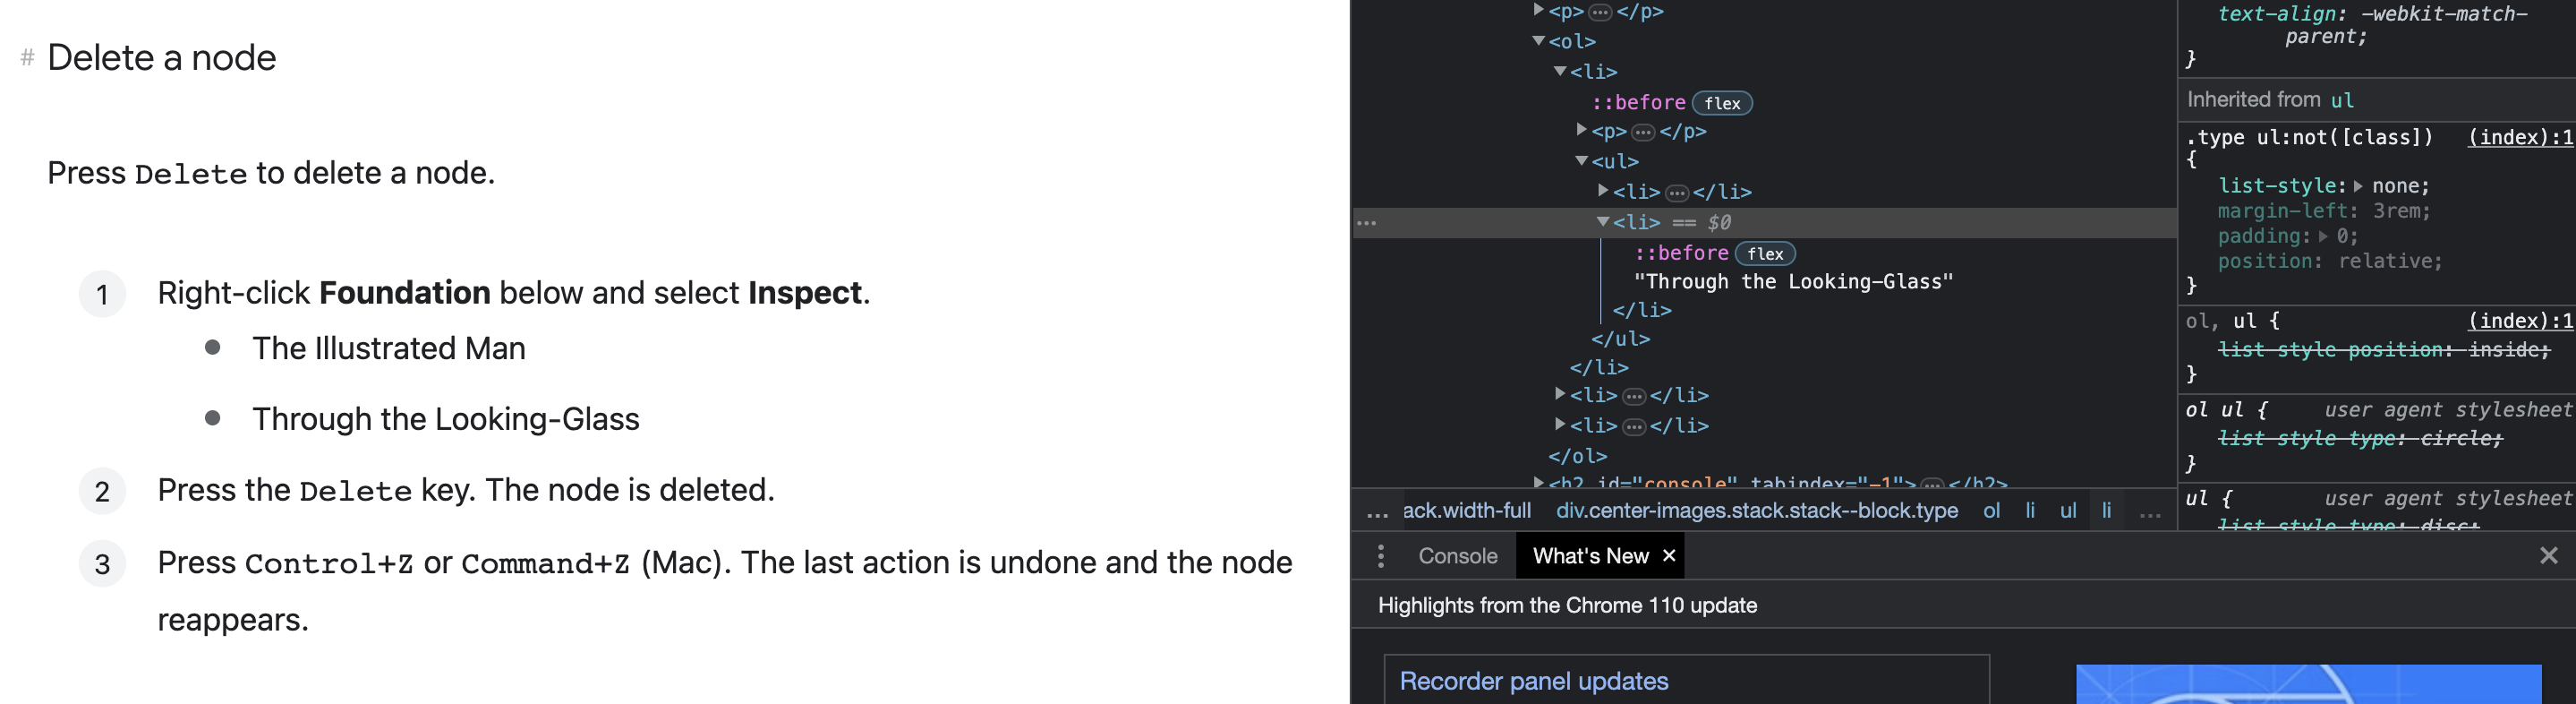 # Delete a node
Press Delete to delete a node.
1 Right-click Foundation below and select Inspect.
● The Illustrated Man
● Through the Looking-Glass
2 Press the Delete key. The node is deleted.
3 Press Control+Z or Command+Z (Mac). The last action is undone and the node
reappears.
▶<p>…</p>
▼<ol>
▼<li>
::before flex
▶<p>…</p>
▼<ul>
▶<li>…</li>
… ▼<li> == $0
::before flex
"Through the Looking-Glass"
</li>
</ul>
</li>
▶<li>…</li>
▶<li>…</li>
</ol>
▶<h2 id="console" tabindex="-1">…</h2>
… ack.width-full div.center-images.stack.stack--block.type ol li ul li …
text-align: -webkit-match-
parent;
}
Inherited from ul
.type ul:not([class]) (index):1
{
list-style:▶ none;
margin-left: 3rem;
padding:▶ 0;
position: relative;
}
ol, ul { (index):1
list-style-position: inside;
}
ol ul { user agent stylesheet
list-style-type: circle;
}
ul { user agent stylesheet
list-style-type: disc;
⋮ Console What's New × ×
Highlights from the Chrome 110 update
Recorder panel updates